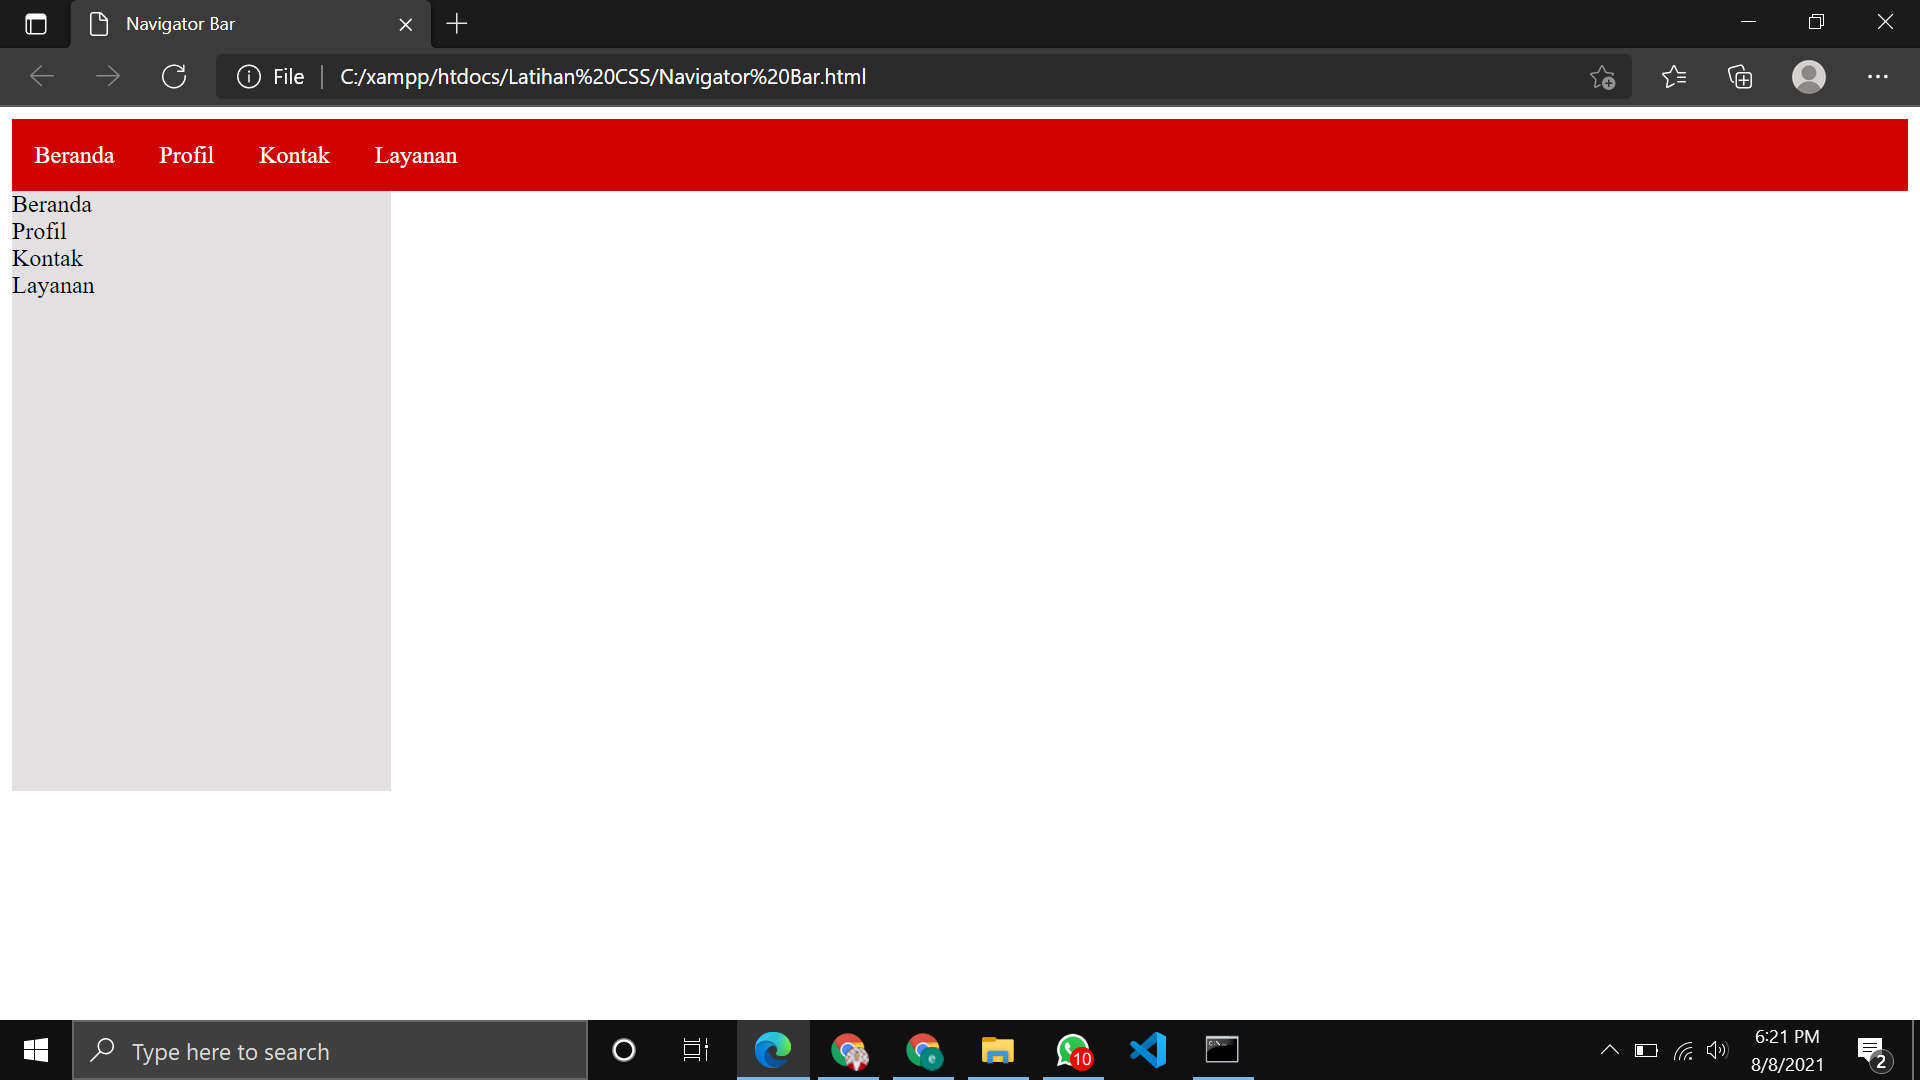 Navigator Bar
File C:/xampp/htdocs/Latihan%20CSS/Navigator%20Bar.html
Beranda Profil Kontak Layanan
Beranda
Profil
Kontak
Layanan
Type here to search
10
e
C:\
6:21 PM
8/8/2021
2